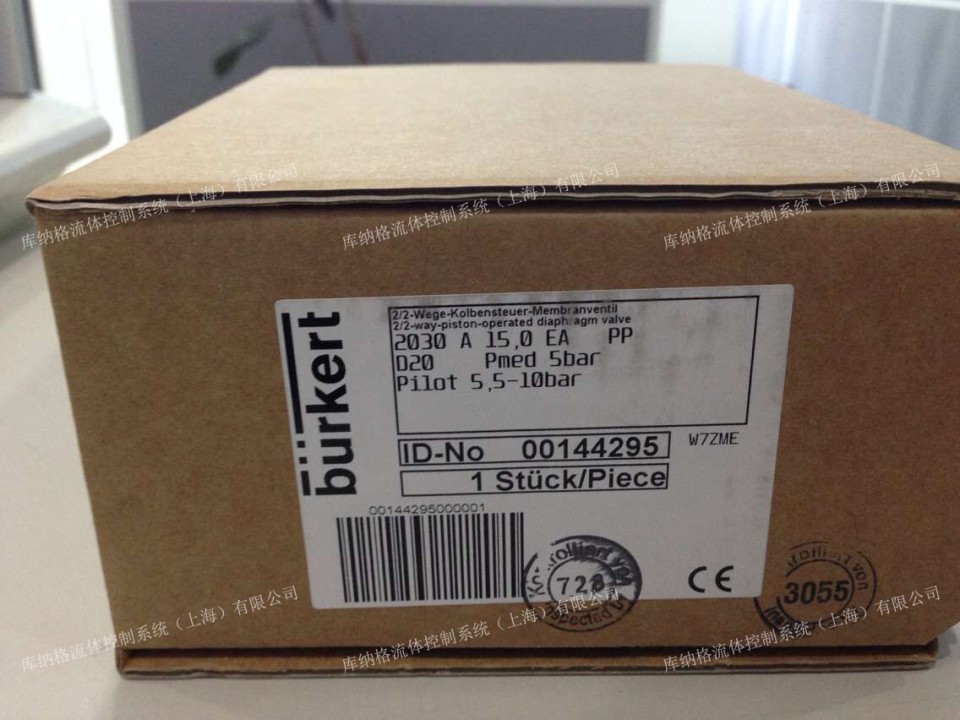 库纳格流体控制系统（上海）有限公司
库纳格流体控制系统（上海）有限公司
库纳格流体控制系统（上海）有限公司
bürkert
2/2-Wege-Kolbensteuer-Membranventil
2/2-way-piston-operated diaphragm valve
2030 A 15,0 EA PP
D20 Pmed 5bar
Pilot 5,5-10bar
ID-No 00144295
W7ZME
1 Stück/Piece
00144295000001
Kontrolliert von
728
Inspected by
CE
ntrolliert von
3055
库纳格流体控制系统（上海）有限公司
库纳格流体控制系统（上海）有限公司
库纳格流体控制系统（上海）有限公司